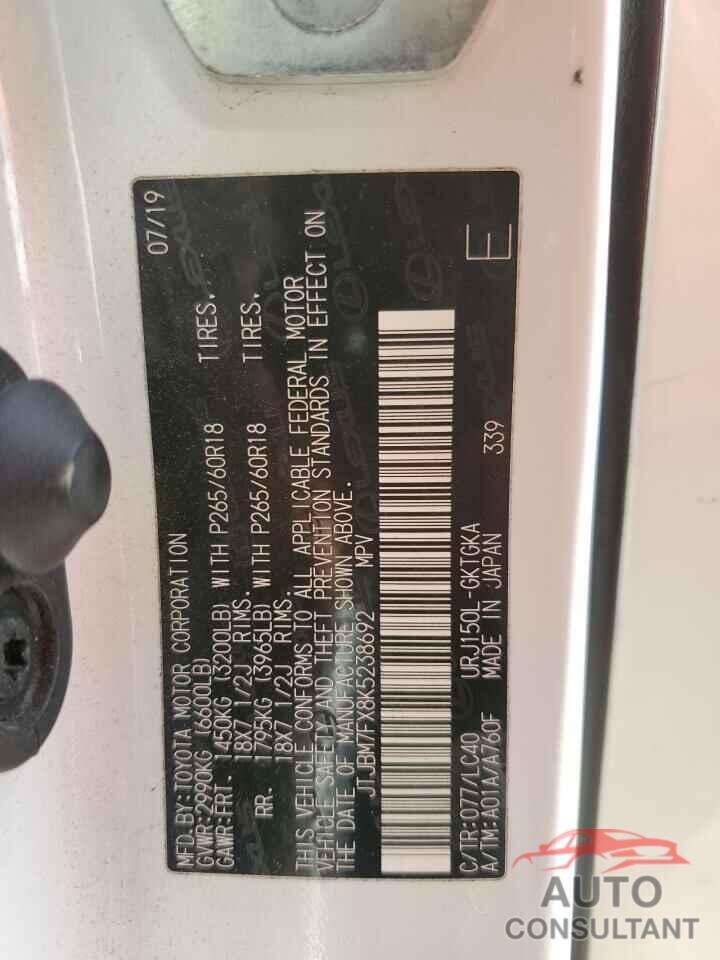 07/19
MFD.BY:TOYOTA MOTOR CORPORATION
GVWR:2990KG (6600LB)
GAWR:FRT. 1450KG (3200LB) WITH P265/60R18 TIRES.
18X7 1/2J RIMS.
RR. 1795KG (3965LB) WITH P265/60R18 TIRES.
18X7 1/2J RIMS.
THIS VEHICLE CONFORMS TO ALL APPLICABLE FEDERAL MOTOR
VEHICLE SAFETY AND THEFT PREVENTION STANDARDS IN EFFECT ON
THE DATE OF MANUFACTURE SHOWN ABOVE.
JTJBM7FX8K5238692 MPV
E
C/TR:077/LC40 URJ150L-GKTGKA
A/TM:A01A/A760F MADE IN JAPAN 339
AUTO
CONSULTANT